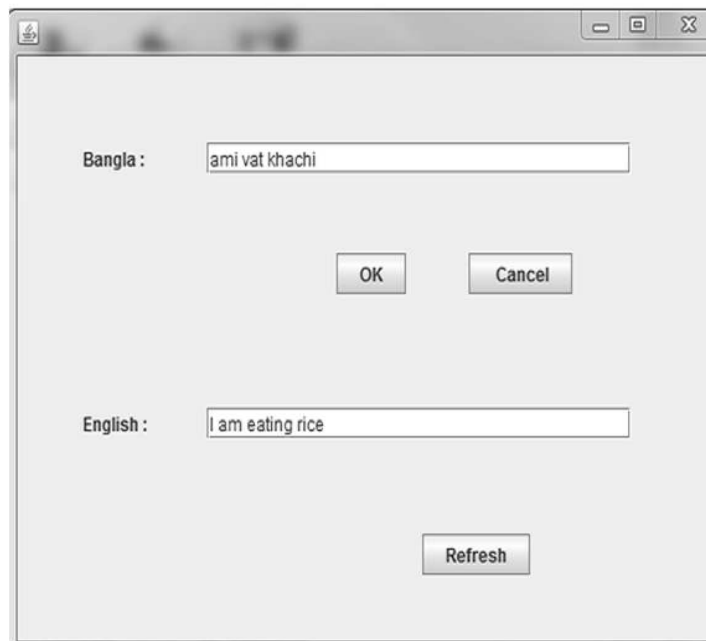 Bangla : ami vat khachi
OK Cancel
English : I am eating rice
Refresh